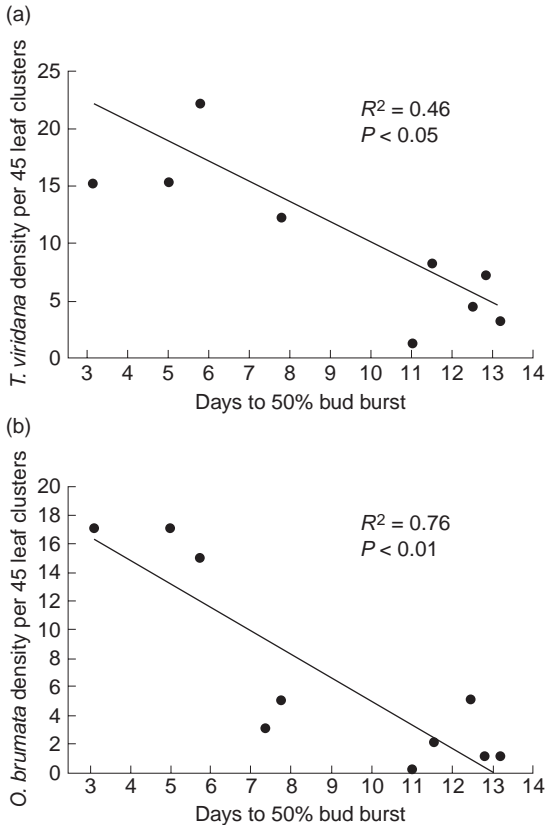 (a)
T. viridana density per 45 leaf clusters
25
20
15
10
5
0
R² = 0.46
P < 0.05
3 4 5 6 7 8 9 10 11 12 13 14
Days to 50% bud burst
(b)
O. brumata density per 45 leaf clusters
20
18
16
14
12
10
8
6
4
2
0
R² = 0.76
P < 0.01
3 4 5 6 7 8 9 10 11 12 13 14
Days to 50% bud burst